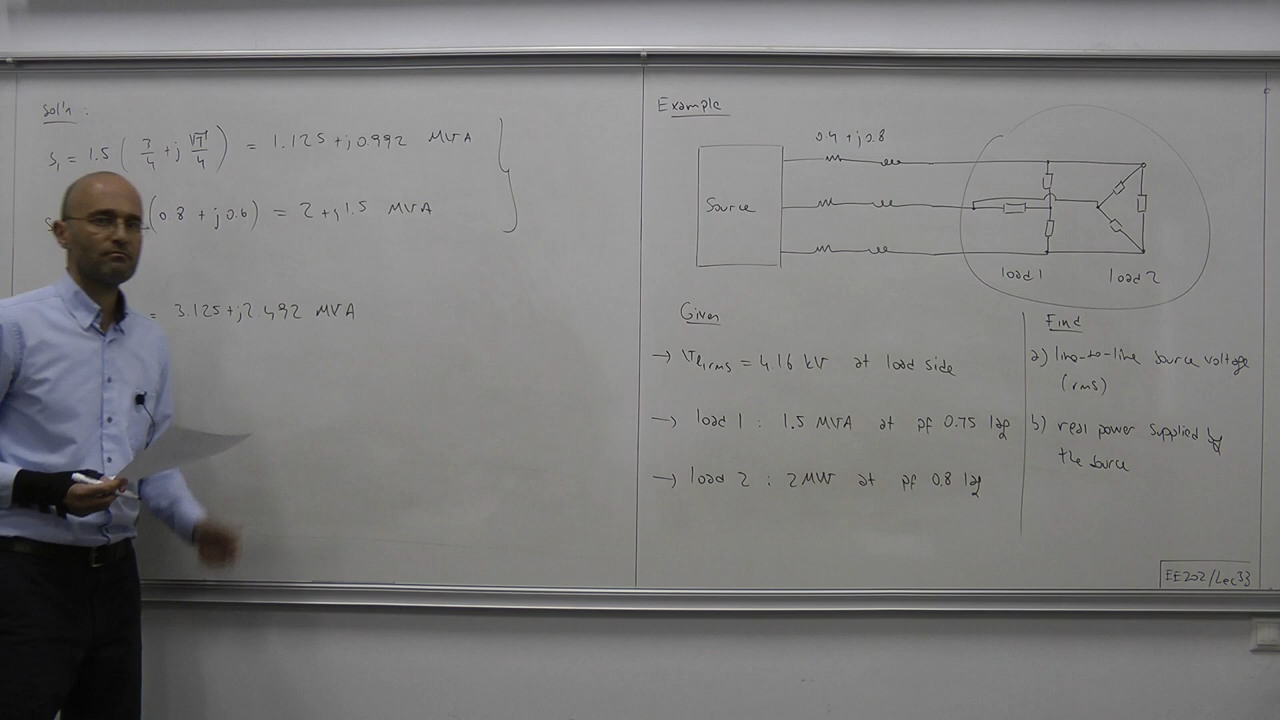 Sol'n :
S₁ = 1.5 ( 3/4 + j √7/4 ) = 1.125 + j0.992 MVA
(0.8 + j0.6) = 2 + j1.5 MVA
= 3.125 + j2.492 MVA
Example
0.4 + j0.8
Source
load 1
load 2
Given
→ Vℓ,rms = 4.16 kV at load side
→ load 1 : 1.5 MVA at pf 0.75 lag
→ load 2 : 2 MW at pf 0.8 lag
Find
a) line-to-line source voltage
(rms)
b) real power supplied by
the source
EE202/Lec33